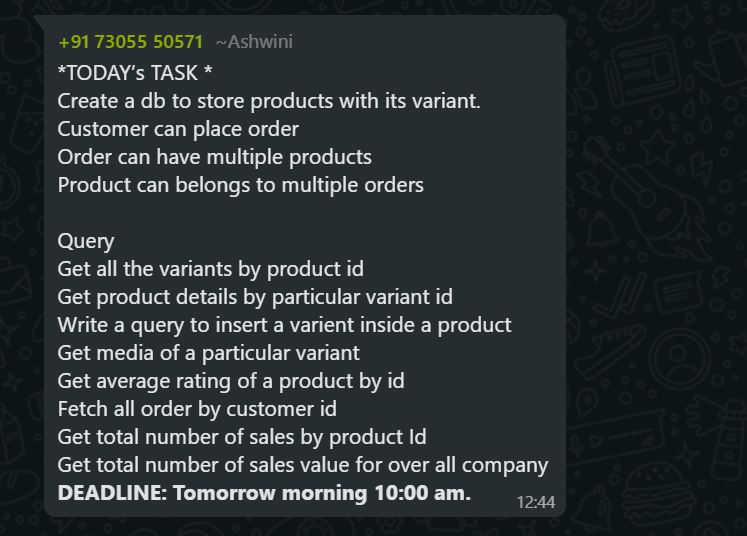 +91 73055 50571 ~Ashwini
*TODAY's TASK *
Create a db to store products with its variant.
Customer can place order
Order can have multiple products
Product can belongs to multiple orders
Query
Get all the variants by product id
Get product details by particular variant id
Write a query to insert a varient inside a product
Get media of a particular variant
Get average rating of a product by id
Fetch all order by customer id
Get total number of sales by product Id
Get total number of sales value for over all company
DEADLINE: Tomorrow morning 10:00 am.
12:44